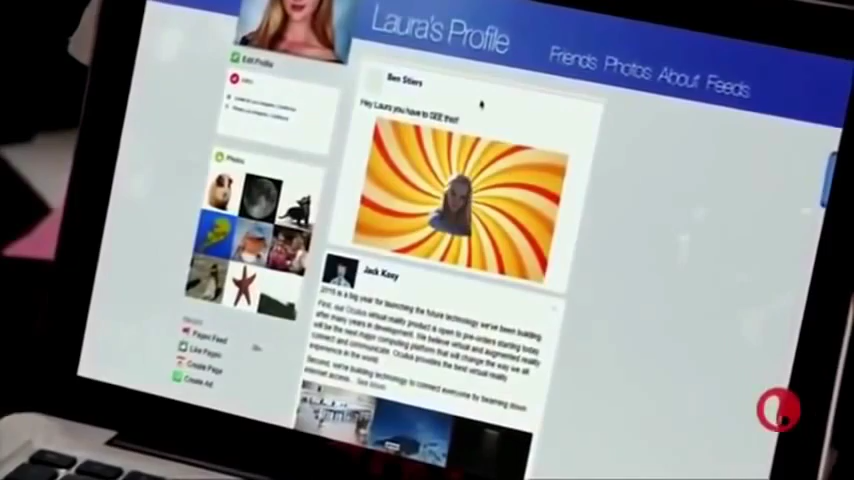 Laura's Profile
Friends Photos About Feeds
Edit Profile
Ben Stiers
Hey Laura you have to SEE this!!
Photos
Jack Kaxy
2016 is a big year for launching the future technology we've been building
First, our Oculus virtual reality product is open to pre-orders starting today
after many years in development. We believe virtual and augmented reality
will be the next major computing platform that will change the way we all
connect and communicate. Oculus provides the best virtual reality
experience in the world.
Second, we're building technology to connect everyone by beaming down
internet access... See More
Pages Feed
Like Pages
Create Page
Create Ad